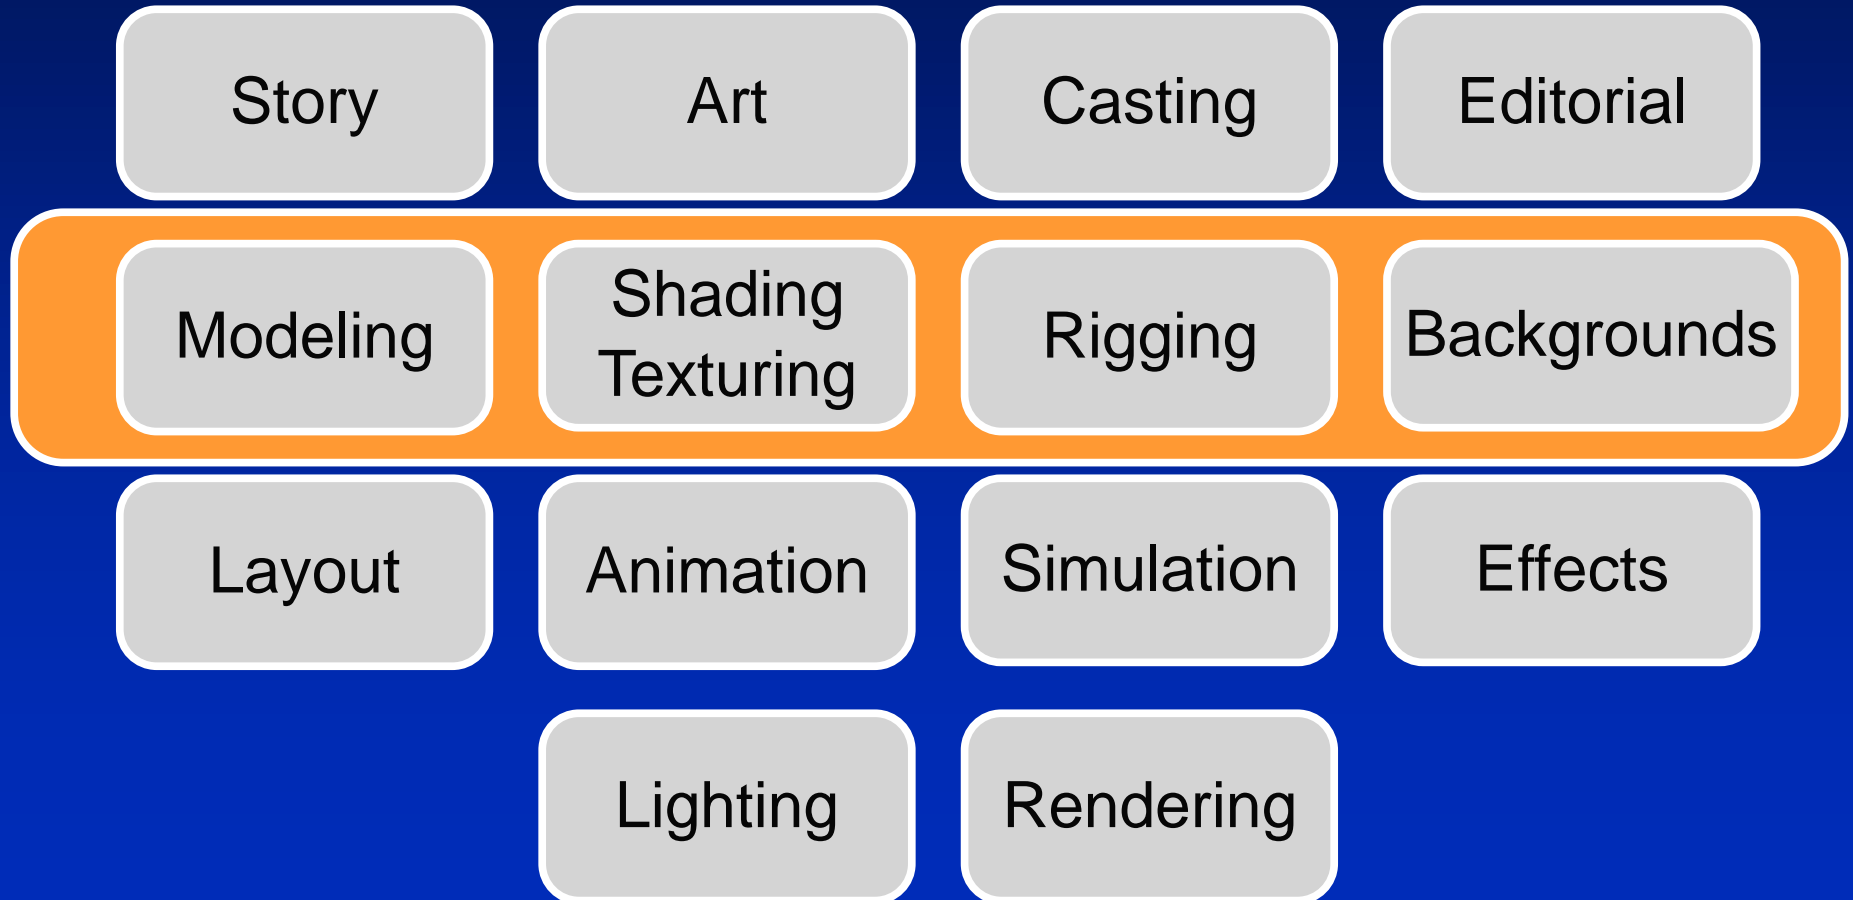 Story
Art
Casting
Editorial
Modeling
Shading
Texturing
Rigging
Backgrounds
Layout
Animation
Simulation
Effects
Lighting
Rendering